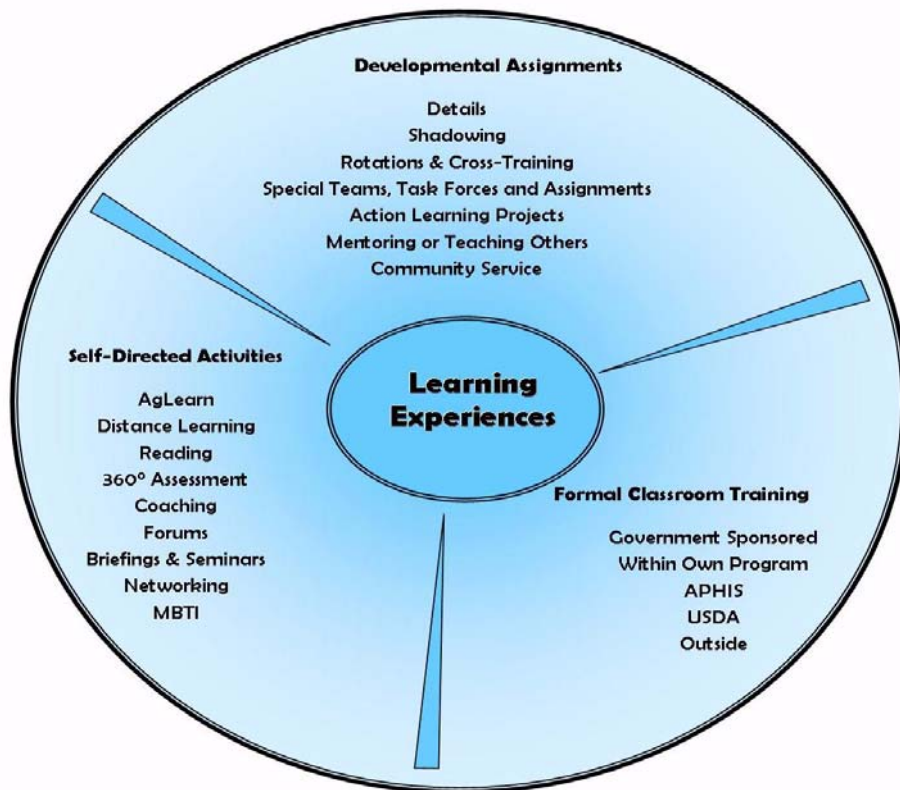 Developmental Assignments
Details
Shadowing
Rotations & Cross-Training
Special Teams, Task Forces and Assignments
Action Learning Projects
Mentoring or Teaching Others
Community Service
Self-Directed Activities
AgLearn
Distance Learning
Reading
360° Assessment
Coaching
Forums
Briefings & Seminars
Networking
MBTI
Learning
Experiences
Formal Classroom Training
Government Sponsored
Within Own Program
APHIS
USDA
Outside